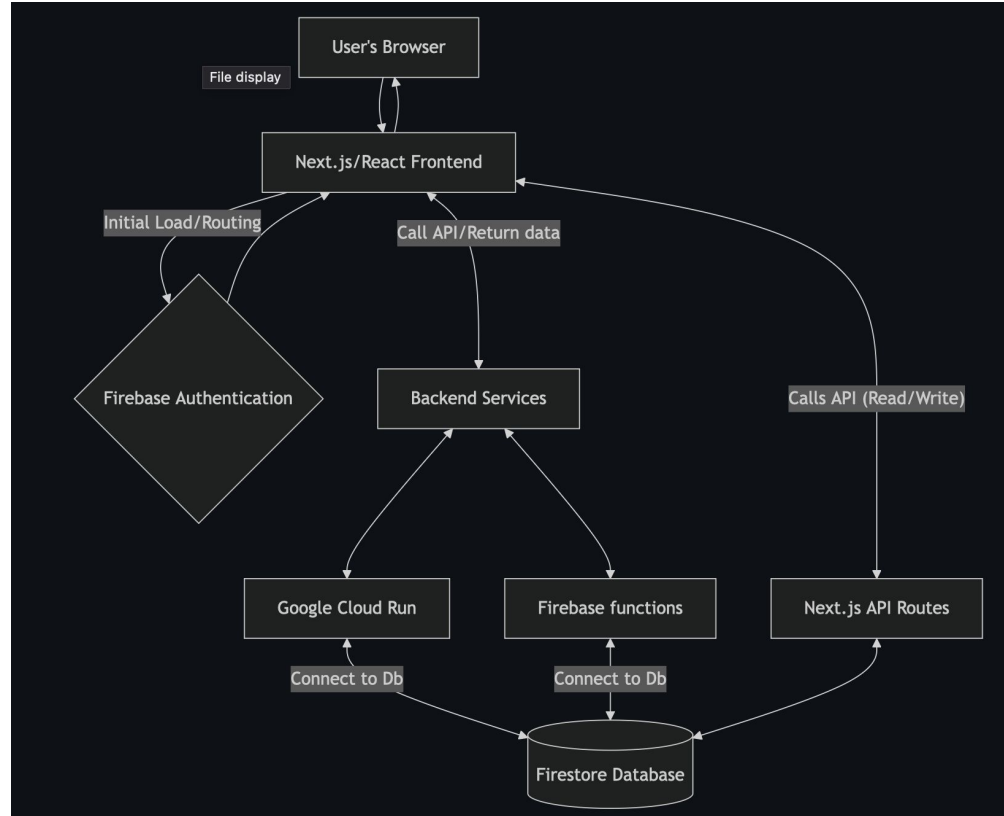 User's Browser
File display
Next.js/React Frontend
Initial Load/Routing
Call API/Return data
Firebase Authentication
Backend Services
Calls API (Read/Write)
Google Cloud Run
Firebase functions
Next.js API Routes
Connect to Db
Connect to Db
Firestore Database